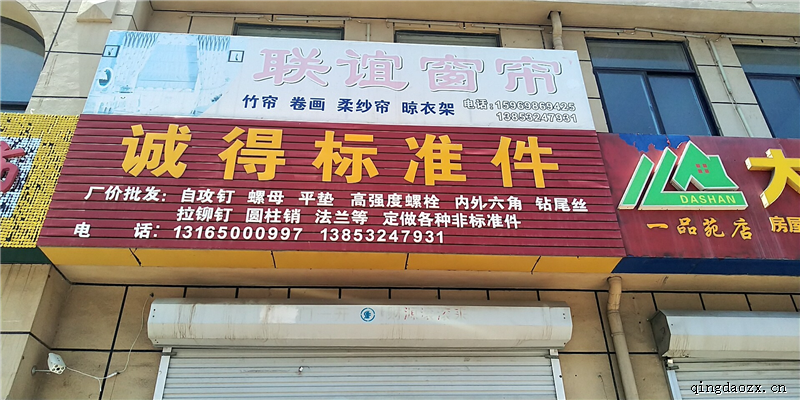 联谊窗帘
竹帘 卷画 柔纱帘 晾衣架
电话:15969869425
13853247931
诚得标准件
厂价批发:自攻钉 螺母 平垫 高强度螺栓 内外六角 钻尾丝
拉铆钉 圆柱销 法兰等 定做各种非标准件
电 话:13165000997 13853247931
DASHAN
一品苑店
大
房屋
qingdaozx.cn